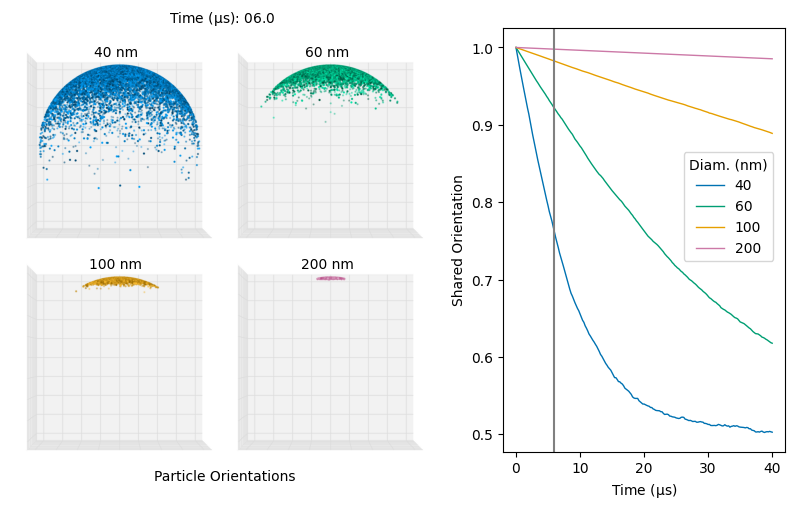 Time (µs): 06.0
40 nm
60 nm
100 nm
200 nm
Particle Orientations
Shared Orientation
1.0
0.9
0.8
0.7
0.6
0.5
Diam. (nm)
40
60
100
200
0 10 20 30 40
Time (µs)